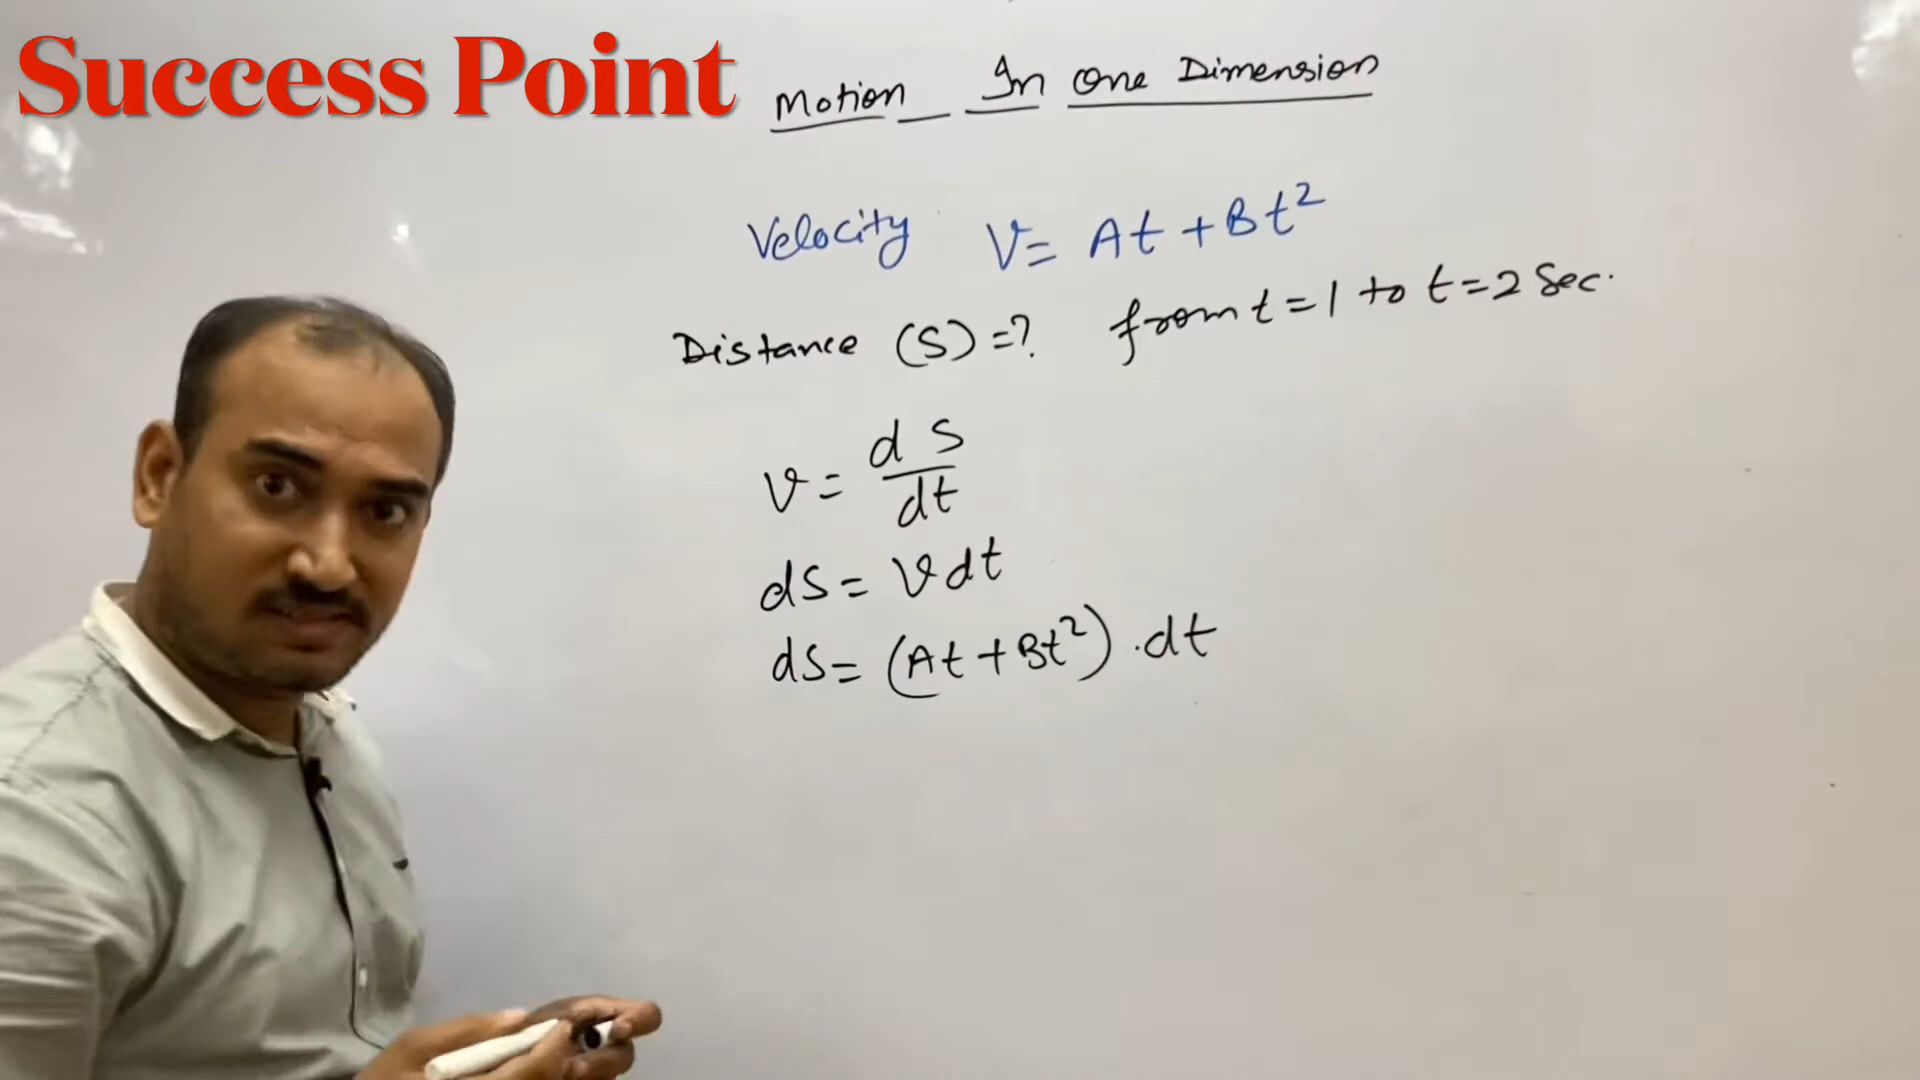 Success Point
Motion In One Dimension
Velocity V= At+Bt²
Distance (S)=? from t=1 to t=2 Sec.
v= dS/dt
dS= vdt
dS= (At+Bt²).dt